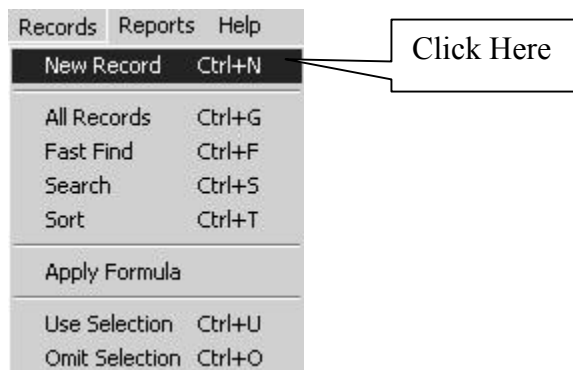 Records Reports Help
New Record Ctrl+N
Click Here
All Records Ctrl+G
Fast Find Ctrl+F
Search Ctrl+S
Sort Ctrl+T
Apply Formula
Use Selection Ctrl+U
Omit Selection Ctrl+O